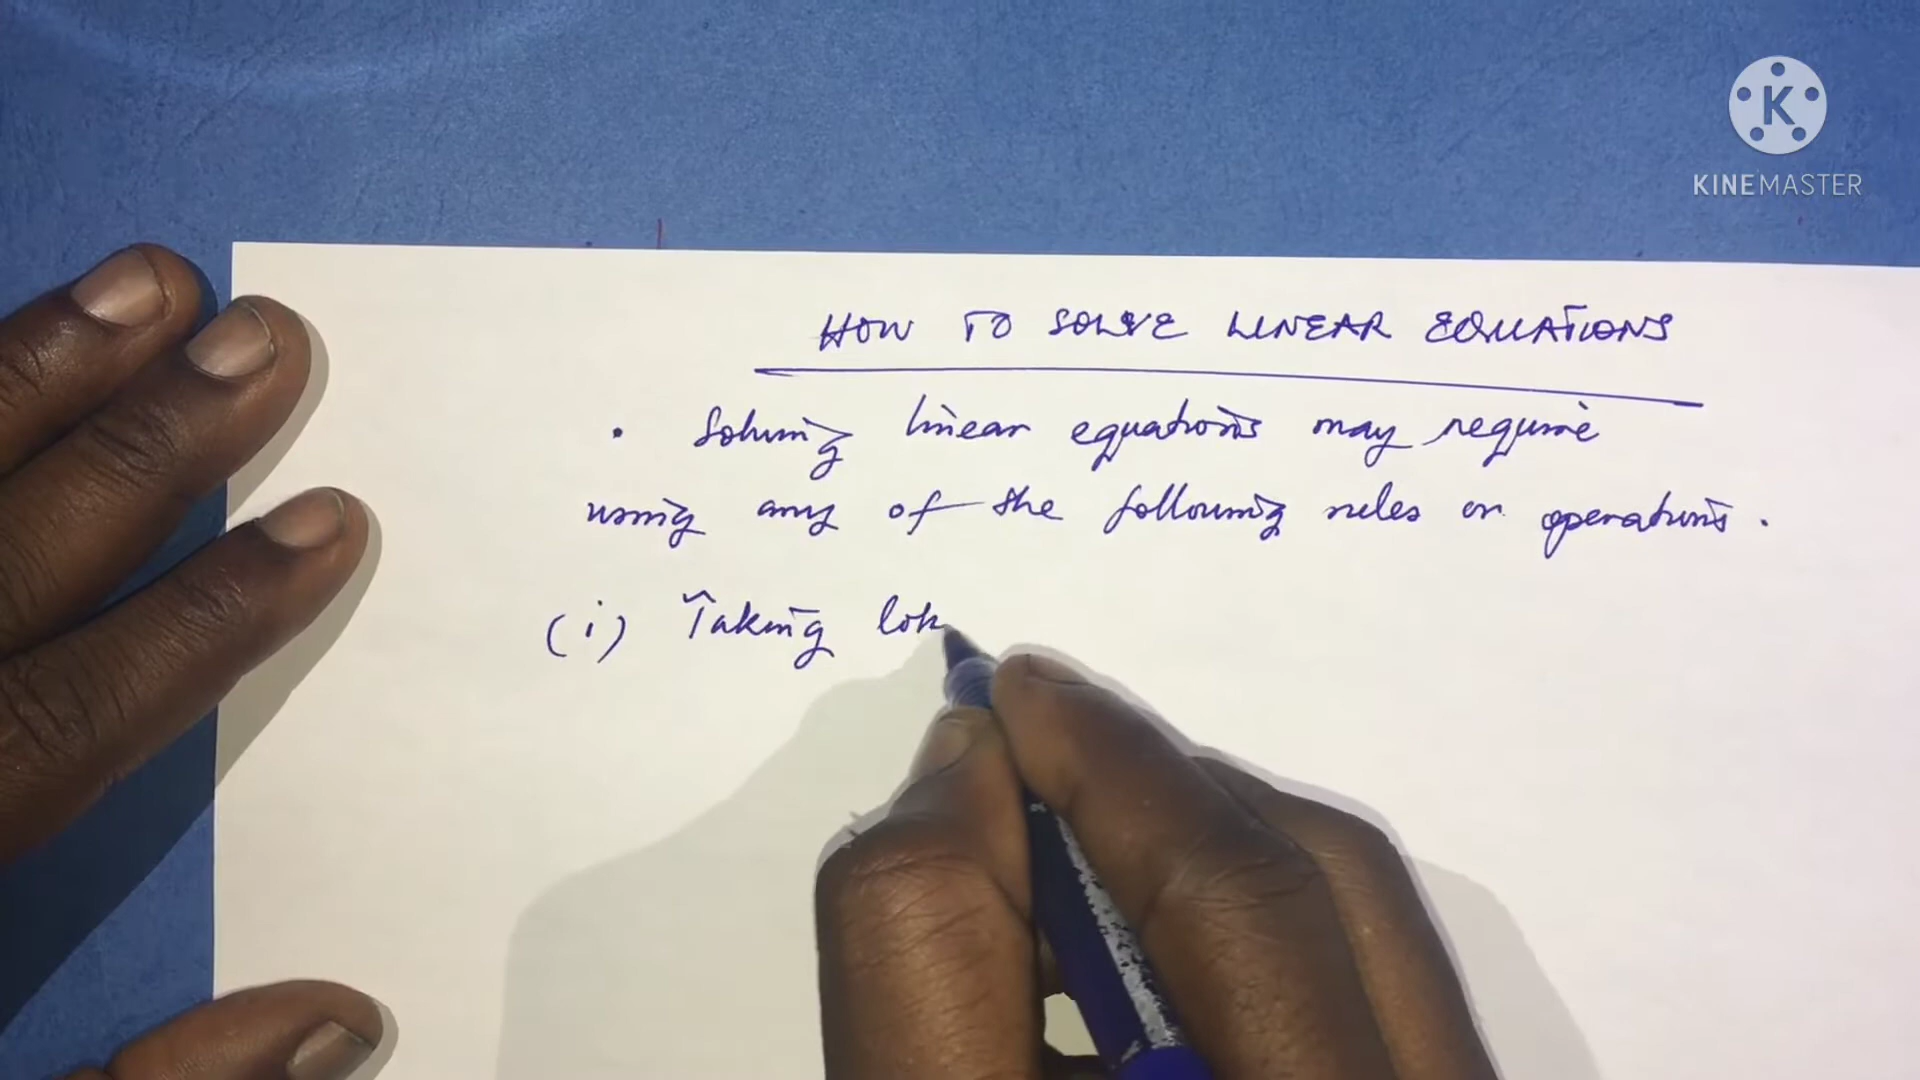 K
KINEMASTER
HOW TO SOLVE LINEAR EQUATIONS
• Solving linear equations may require
using any of the following rules or operations.
(i) Taking